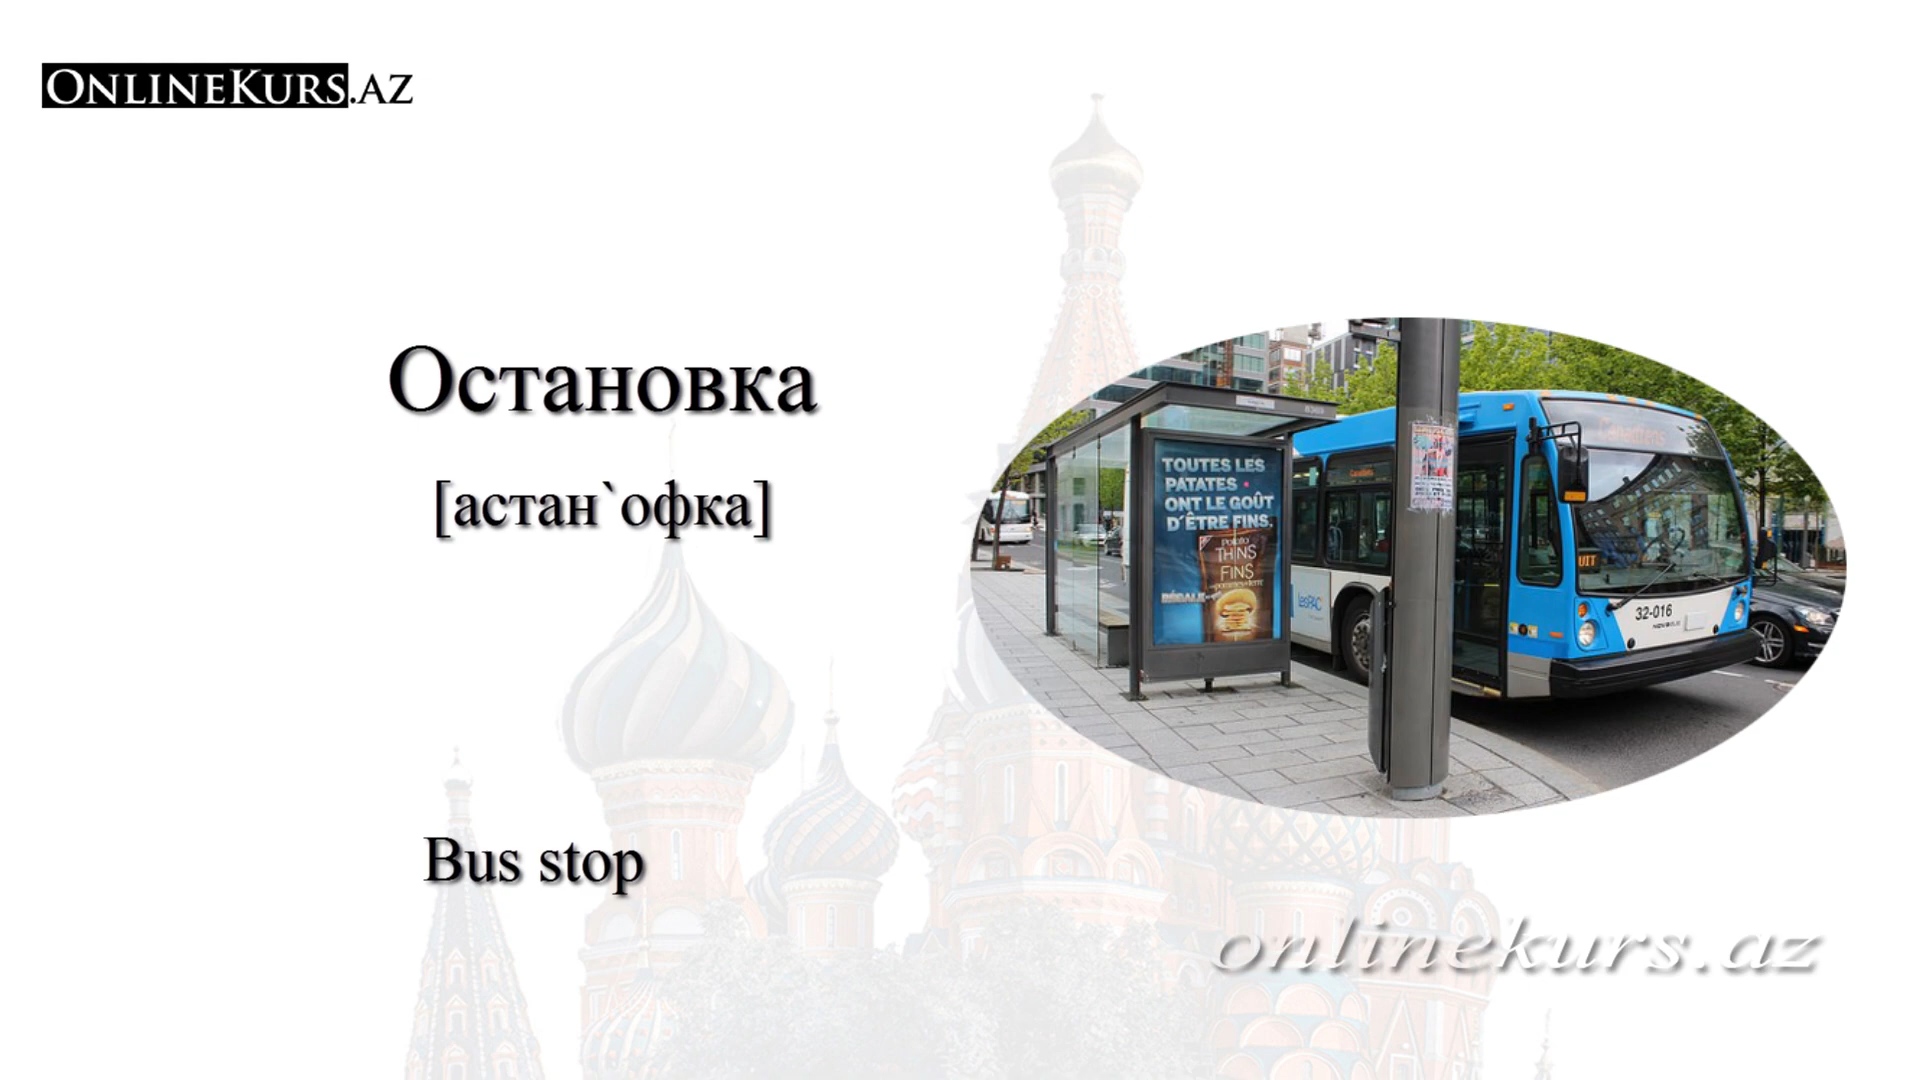 ONLINEKURS.AZ
Остановка
[астан`офка]
TOUTES LES
PATATES
ONT LE GOÛT
D'ÊTRE FINS.
THINS
FINS
UIT
32-016
Bus stop
onlinekurs.az